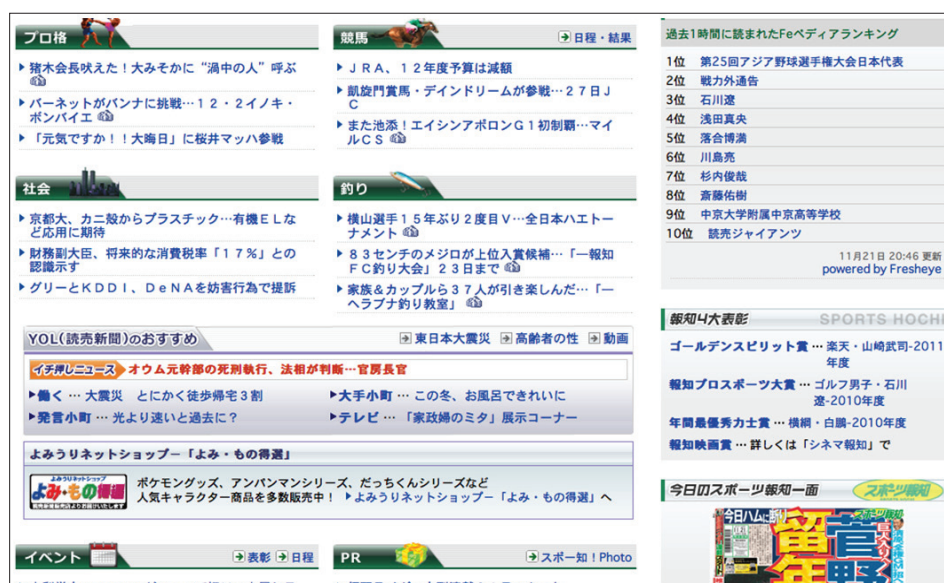 プロ格
猪木会長吠えた！大みそかに“渦中の人”呼ぶ
バーネットがバンナに挑戦…１２・２イノキ・
ボンバイエ
「元気ですか！！大晦日」に桜井マッハ参戦
競馬
日程・結果
ＪＲＡ、１２年度予算は減額
凱旋門賞馬・デインドリームが参戦…２７日Ｊ
Ｃ
また池添！エイシンアポロンＧ１初制覇…マイ
ルＣＳ
社会
京都大、カニ殻からプラスチック…有機ＥＬな
ど応用に期待
財務副大臣、将来的な消費税率「１７％」との
認識示す
グリーとＫＤＤＩ、ＤｅＮＡを妨害行為で提訴
釣り
横山選手１５年ぶり２度目Ｖ…全日本ハエトー
ナメント
８３センチのメジロが上位入賞候補…「―報知
ＦＣ釣り大会」２３日まで
家族＆カップルら３７人が引き楽しんだ…「―
ヘラブナ釣り教室」
YOL(読売新聞)のおすすめ
東日本大震災 高齢者の性 動画
イチ押しニュース オウム元幹部の死刑執行、法相が判断…官房長官
働く … 大震災　とにかく徒歩帰宅３割
大手小町 … この冬、お風呂できれいに
発言小町 … 光より速いと過去に？
テレビ … 「家政婦のミタ」展示コーナー
よみうりネットショップ－「よみ・もの得選」
よみうりネットショップ
よみ・もの得選
ポケモングッズ、アンパンマンシリーズ、だっちくんシリーズなど
人気キャラクター商品を多数販売中！ よみうりネットショップ－「よみ・もの得選」へ
イベント
表彰 日程
PR
スポー知！Photo
過去1時間に読まれたFeペディアランキング
1位 第25回アジア野球選手権大会日本代表
2位 戦力外通告
3位 石川遼
4位 浅田真央
5位 落合博満
6位 川島亮
7位 杉内俊哉
8位 斎藤佑樹
9位 中京大学附属中京高等学校
10位 読売ジャイアンツ
11月21日 20:46 更新
powered by Fresheye
報知4大表彰
SPORTS HOCHI
ゴールデンスピリット賞 … 楽天・山崎武司-2011
年度
報知プロスポーツ大賞 … ゴルフ男子・石川
遼-2010年度
年間最優秀力士賞 … 横綱・白鵬-2010年度
報知映画賞 … 詳しくは「シネマ報知」で
今日のスポーツ報知一面
スポーツ報知
今日ハムに断り
スポーツ報知
菅野
留年